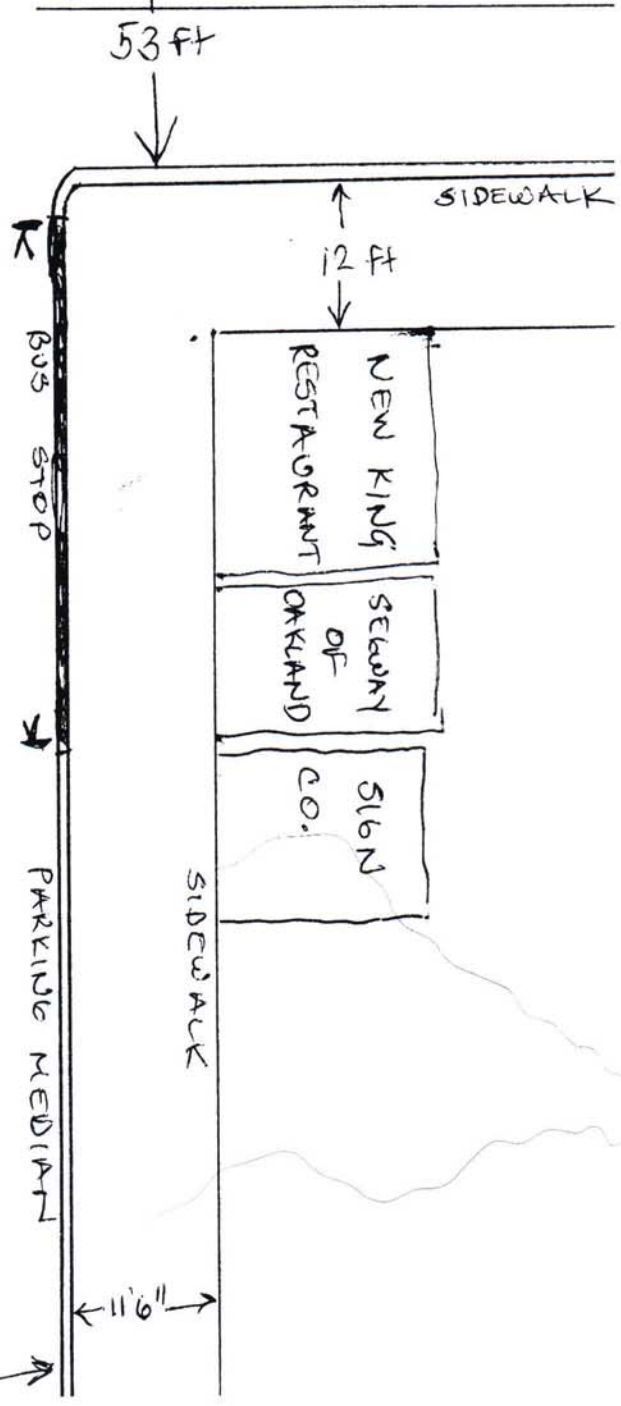 53 ft
SIDEWALK
12 ft
BUS STOP
NEW KING
RESTAURANT
SEGWAY
OF
OAKLAND
SIGN
CO.
SIDEWALK
PARKING MEDIAN
11'6"